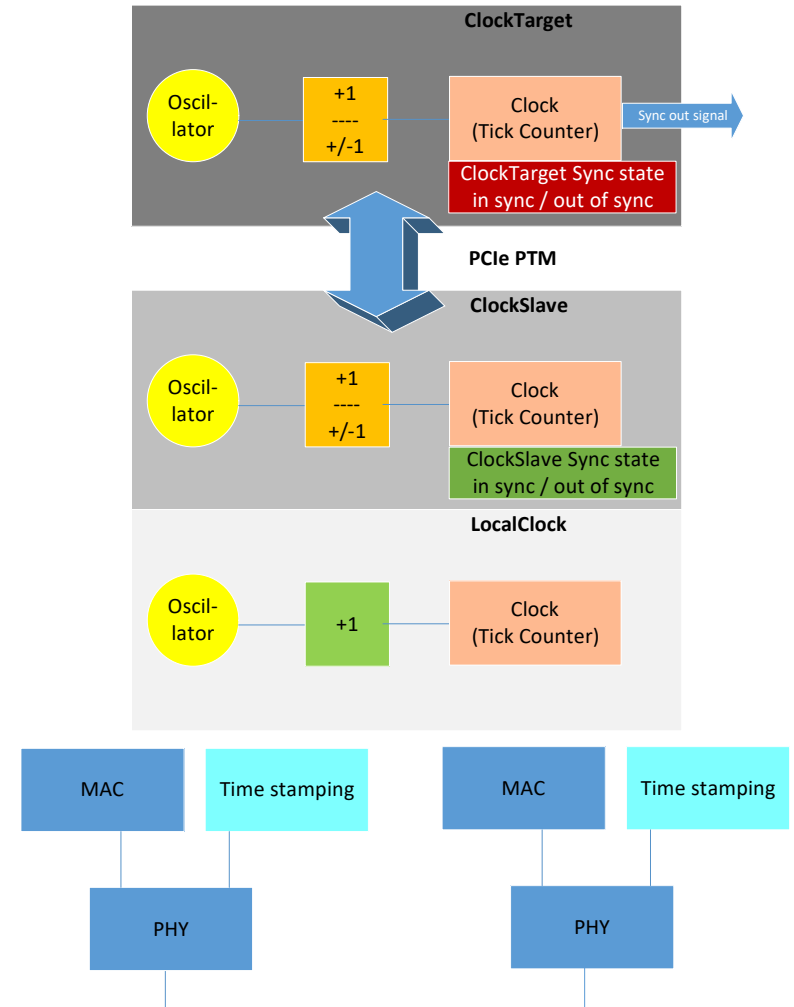 ClockTarget
Oscil-
lator
+1
----
+/-1
Clock
(Tick Counter)
Sync out signal
ClockTarget Sync state
in sync / out of sync
PCIe PTM
ClockSlave
Oscil-
lator
+1
----
+/-1
Clock
(Tick Counter)
ClockSlave Sync state
in sync / out of sync
LocalClock
Oscil-
lator
+1
Clock
(Tick Counter)
MAC
Time stamping
MAC
Time stamping
PHY
PHY